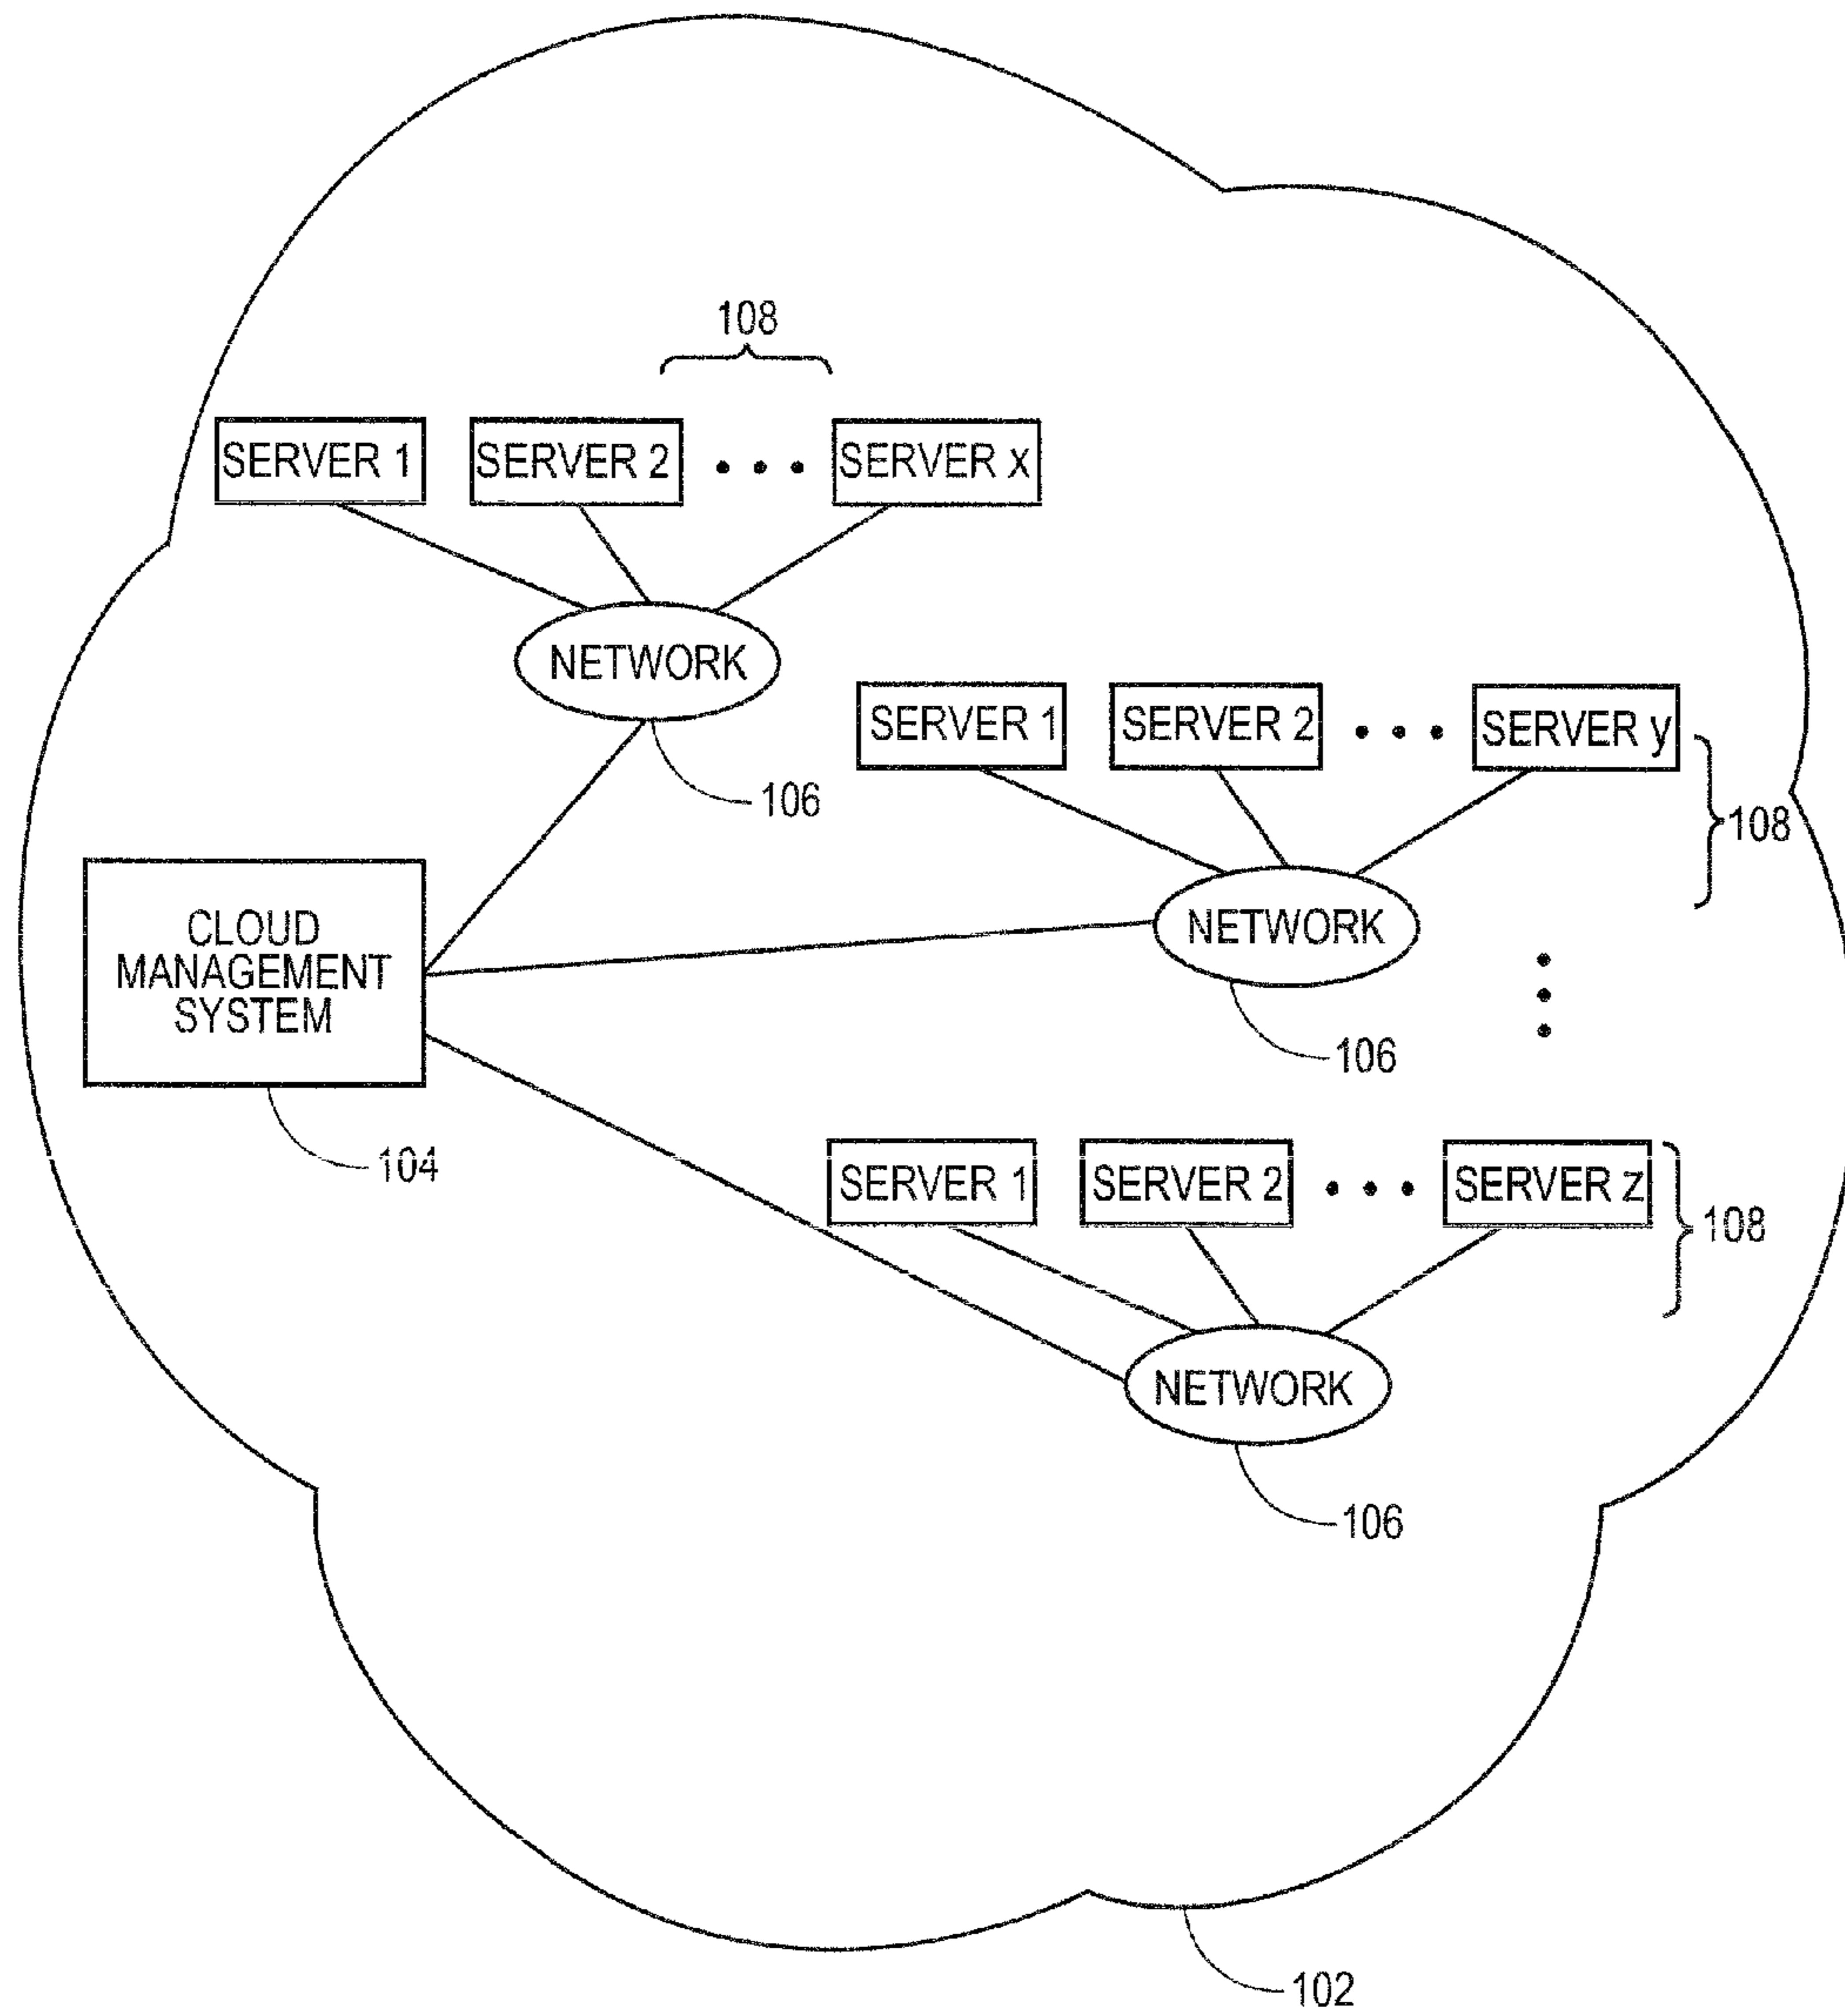 108
SERVER 1
SERVER 2
• • •
SERVER x
NETWORK
106
SERVER 1
SERVER 2
• • •
SERVER y
108
NETWORK
106
CLOUD
MANAGEMENT
SYSTEM
104
SERVER 1
SERVER 2
• • •
SERVER z
108
NETWORK
106
102